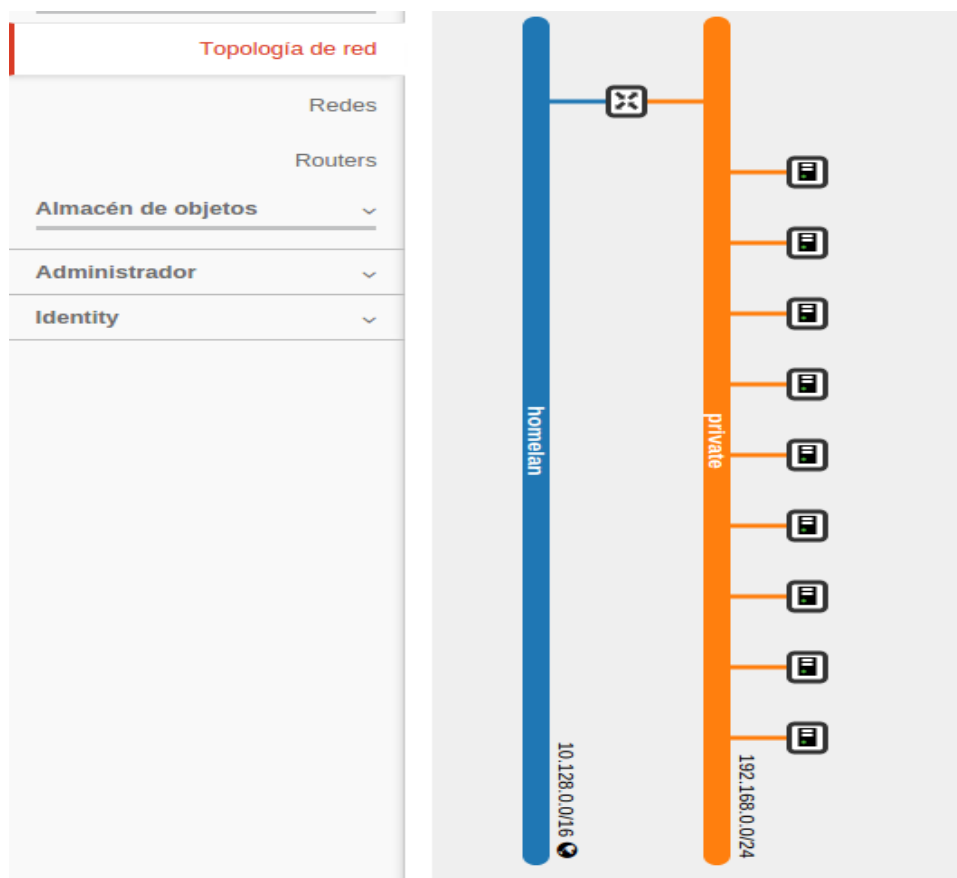 Topología de red
Redes
Routers
Almacén de objetos
Administrador
Identity
homelan
private
10.128.0.0/16
192.168.0.0/24